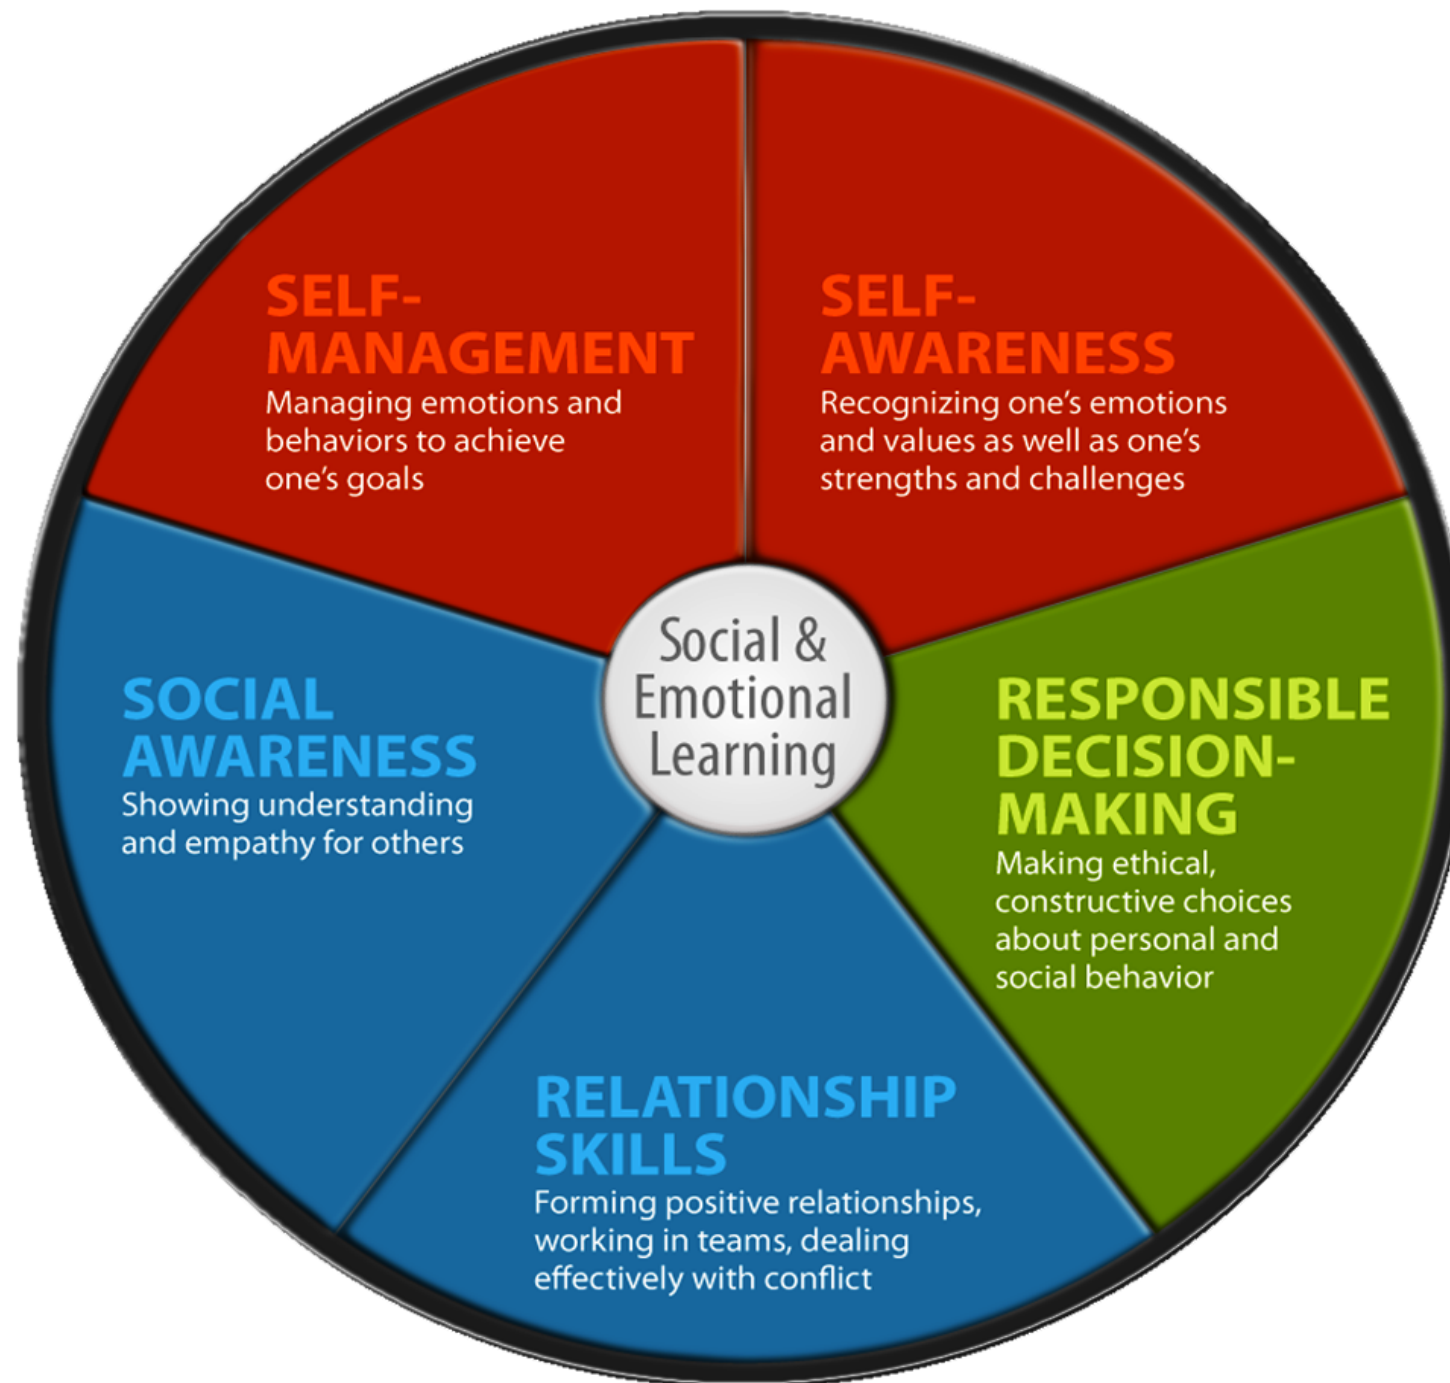 SELF-
MANAGEMENT
Managing emotions and
behaviors to achieve
one’s goals
SELF-
AWARENESS
Recognizing one’s emotions
and values as well as one’s
strengths and challenges
Social &
Emotional
Learning
SOCIAL
AWARENESS
Showing understanding
and empathy for others
RESPONSIBLE
DECISION-
MAKING
Making ethical,
constructive choices
about personal and
social behavior
RELATIONSHIP
SKILLS
Forming positive relationships,
working in teams, dealing
effectively with conflict